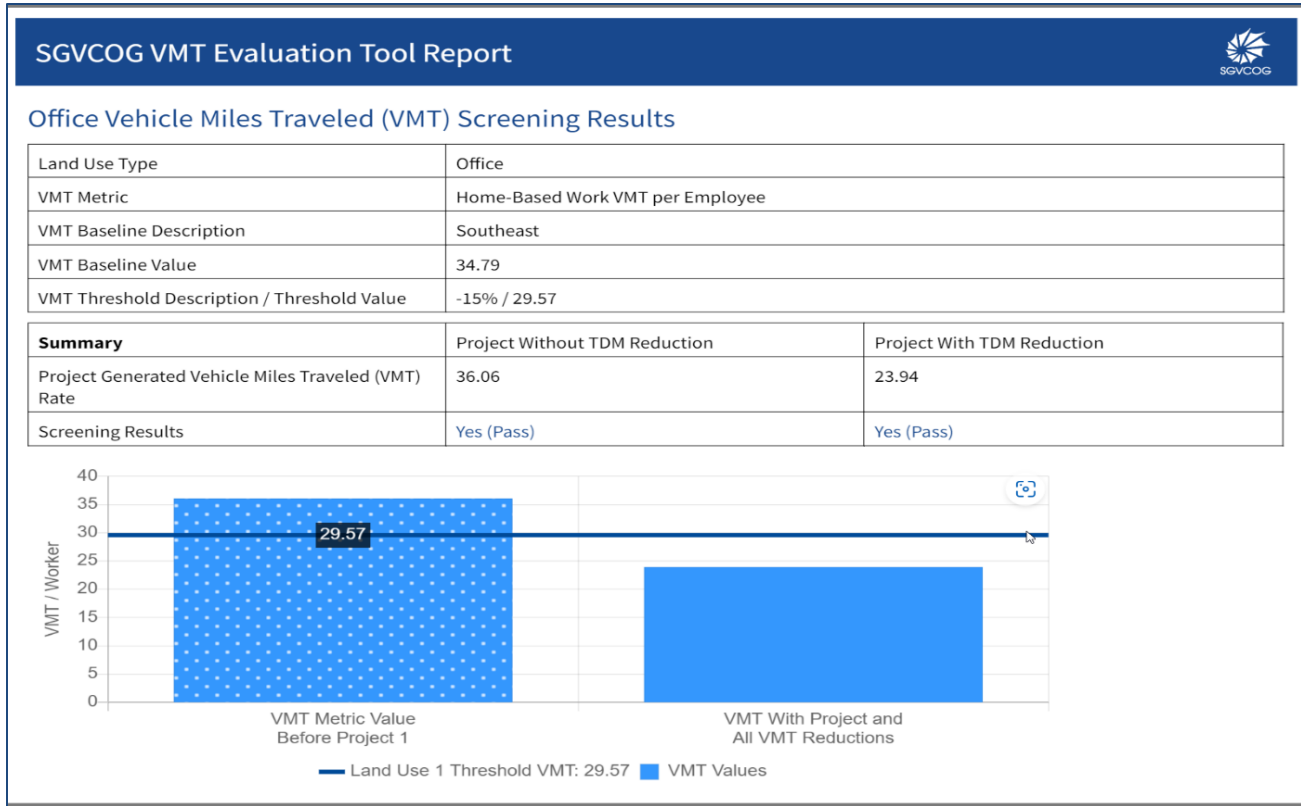 SGVCOG VMT Evaluation Tool Report
SGVCOG
Office Vehicle Miles Traveled (VMT) Screening Results
Land Use Type Office
VMT Metric Home-Based Work VMT per Employee
VMT Baseline Description Southeast
VMT Baseline Value 34.79
VMT Threshold Description / Threshold Value -15% / 29.57
Summary Project Without TDM Reduction Project With TDM Reduction
Project Generated Vehicle Miles Traveled (VMT) 36.06 23.94
Rate
Screening Results Yes (Pass) Yes (Pass)
40
35
30
25
20
15
10
5
0
VMT / Worker
29.57
VMT Metric Value
Before Project 1
VMT With Project and
All VMT Reductions
Land Use 1 Threshold VMT: 29.57 VMT Values